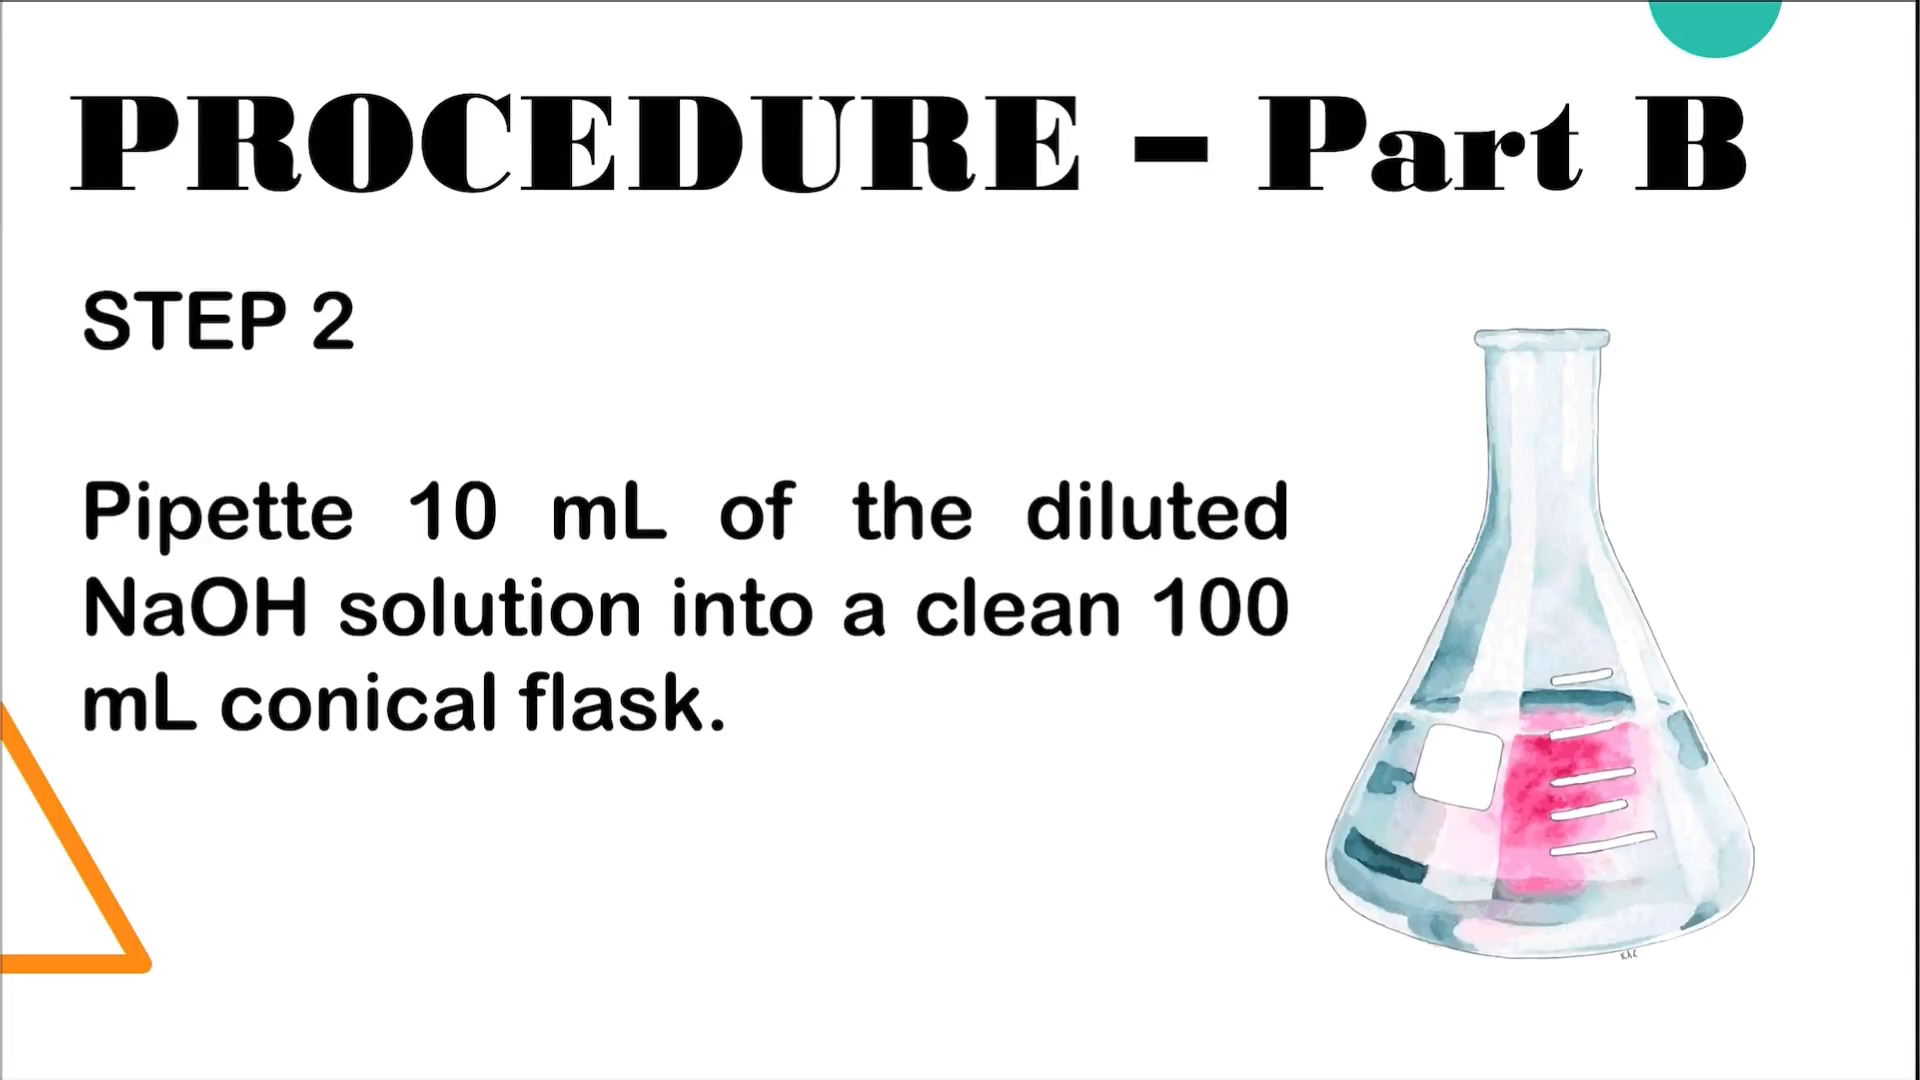 PROCEDURE – Part B
STEP 2
Pipette 10 mL of the diluted
NaOH solution into a clean 100
mL conical flask.